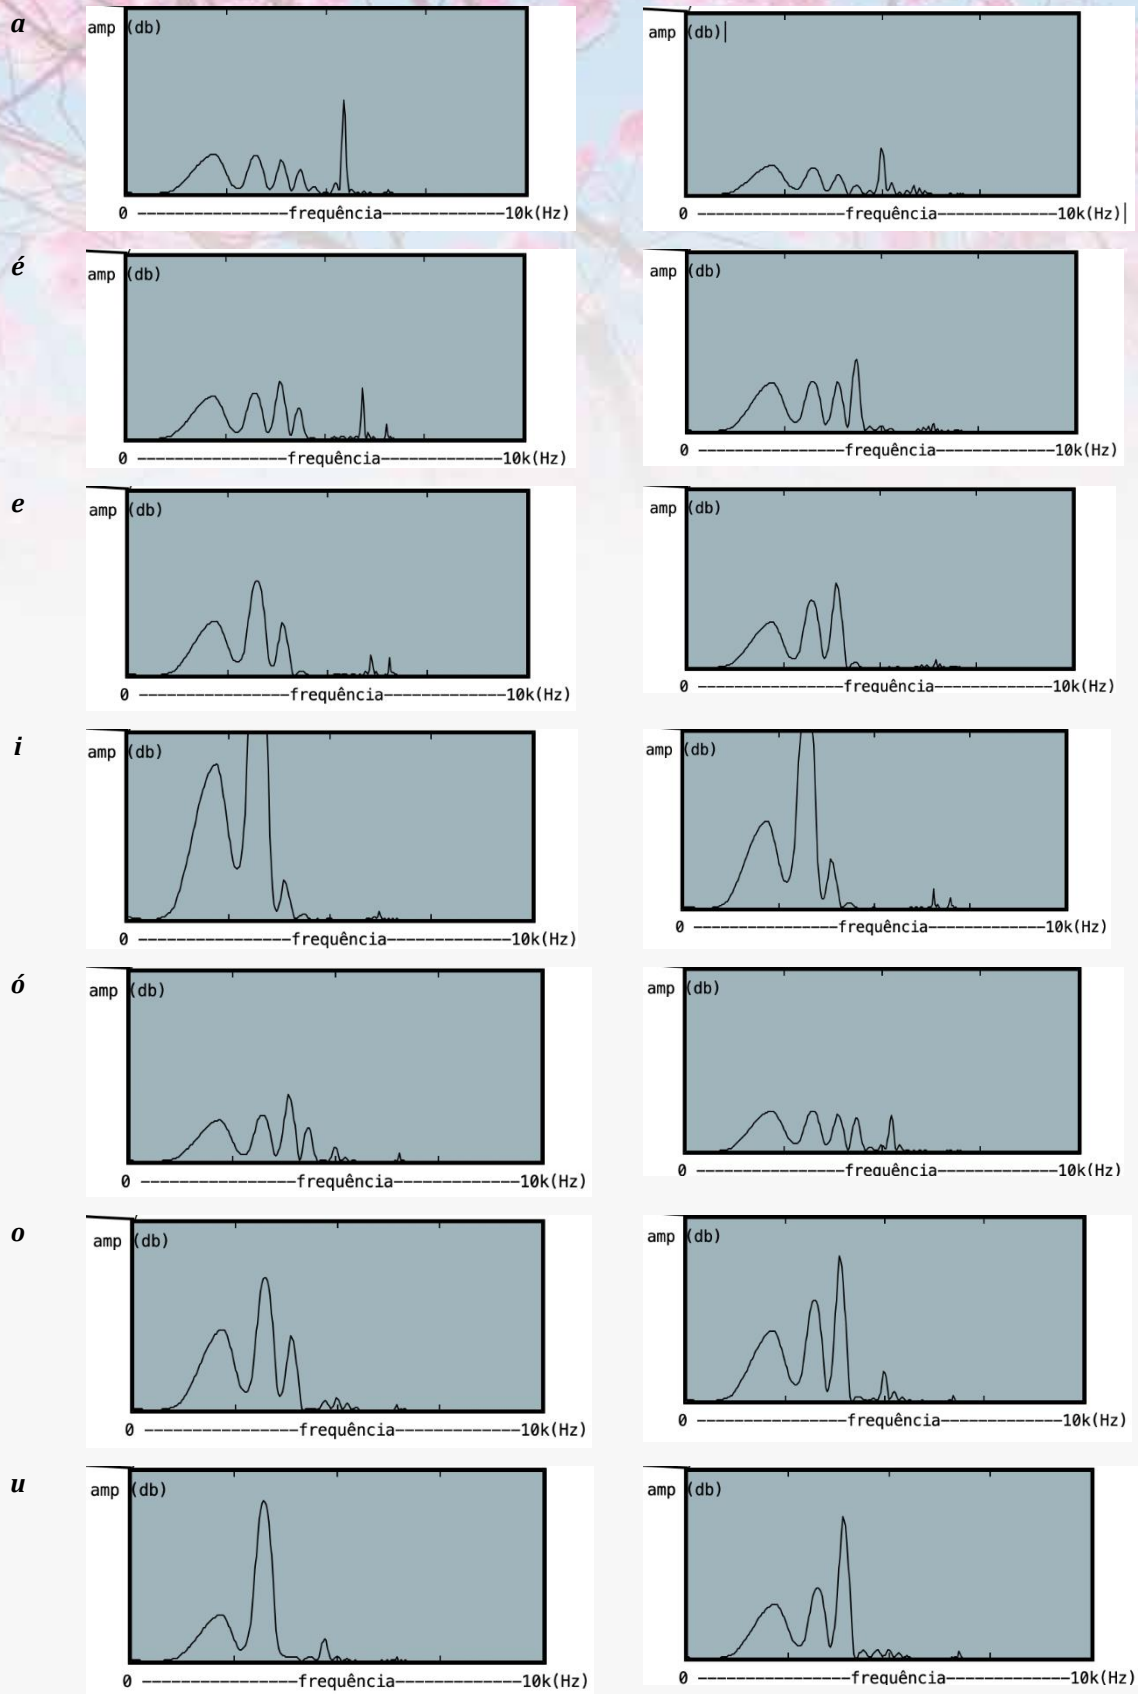 a
amp (db)
0 ---------------frequência------------10k(Hz)
amp (db)|
0 ---------------frequência------------10k(Hz)|
é
amp (db)
0 ---------------frequência------------10k(Hz)
amp (db)
0 ---------------frequência------------10k(Hz)
e
amp (db)
0 ---------------frequência------------10k(Hz)
amp (db)
0 ---------------frequência------------10k(Hz)
i
amp (db)
0 ---------------frequência------------10k(Hz)
amp (db)
0 ---------------frequência------------10k(Hz)
ó
amp (db)
0 ---------------frequência------------10k(Hz)
amp (db)
0 ---------------frequência------------10k(Hz)
o
amp (db)
0 ---------------frequência------------10k(Hz)
amp (db)
0 ---------------frequência------------10k(Hz)
u
amp (db)
0 ---------------frequência------------10k(Hz)
amp (db)
0 ---------------frequência------------10k(Hz)